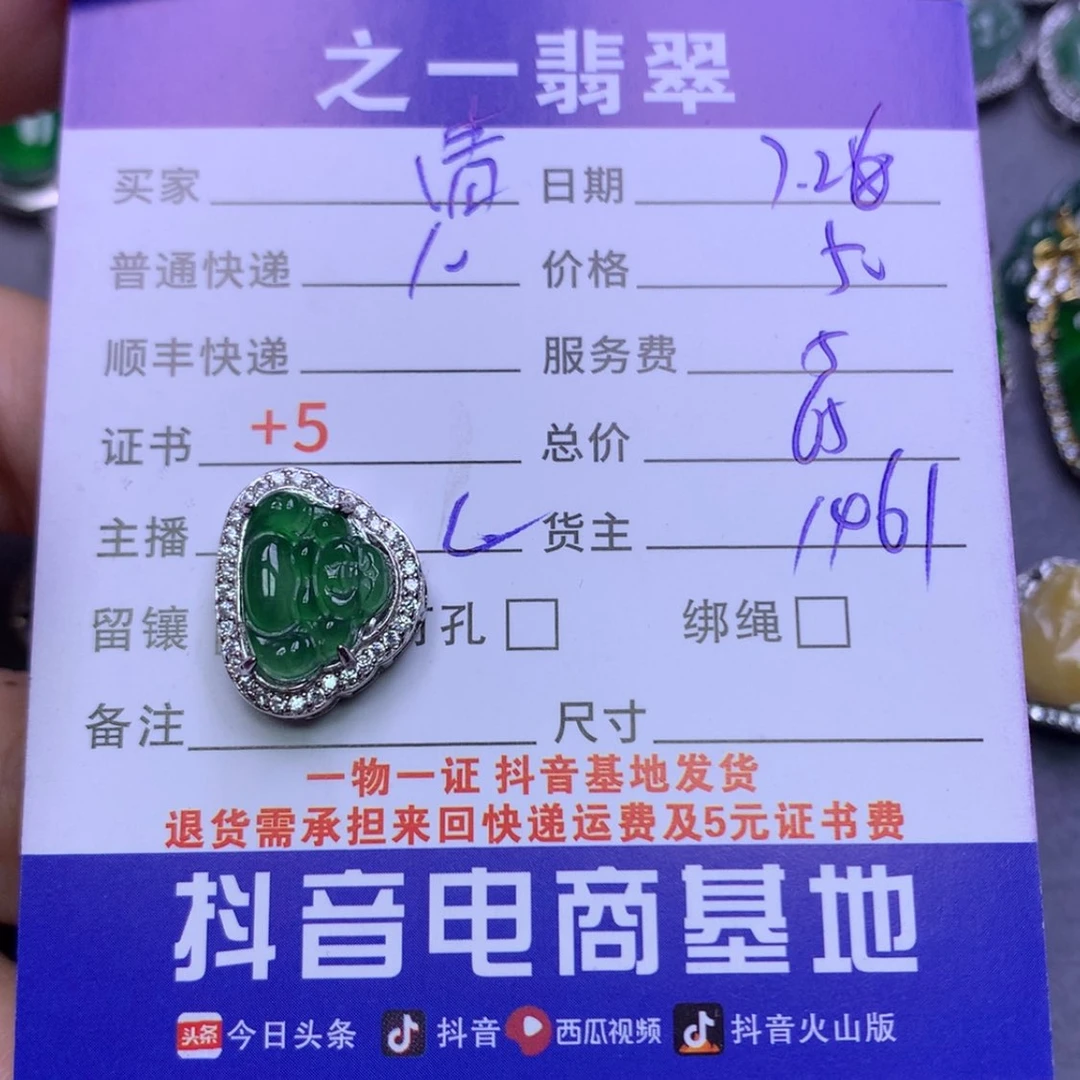 之一翡翠
买家 日期 7.28
普通快递 10 价格 50
顺丰快递 服务费 5
证书 +5 总价 65
主播 货主 1461
留镶 孔 绑绳
备注 尺寸
一物一证 抖音基地发货
退货需承担来回快递运费及5元证书费
抖音电商基地
头条 今日头条 抖音 西瓜视频 抖音火山版